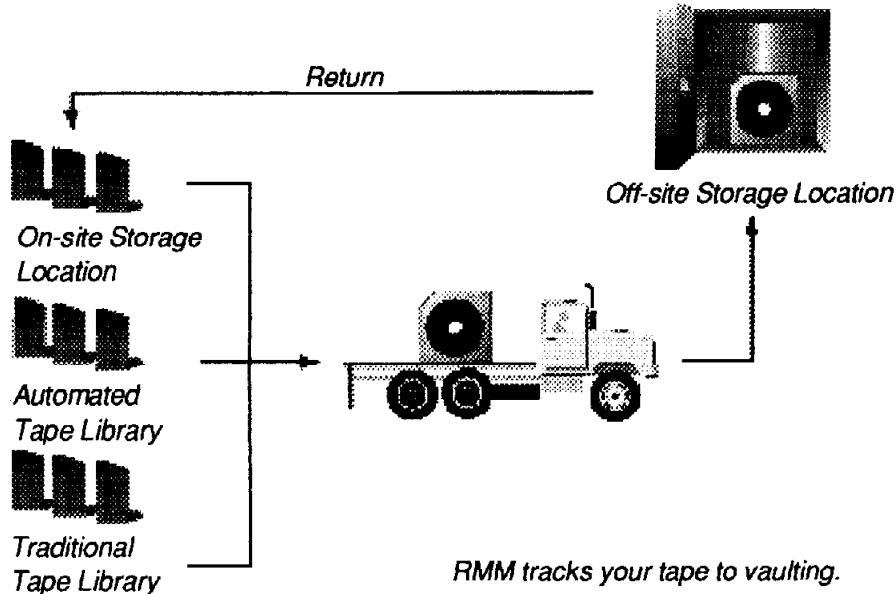 Return
Off-site Storage Location
On-site Storage
Location
Automated
Tape Library
Traditional
Tape Library
RMM tracks your tape to vaulting.